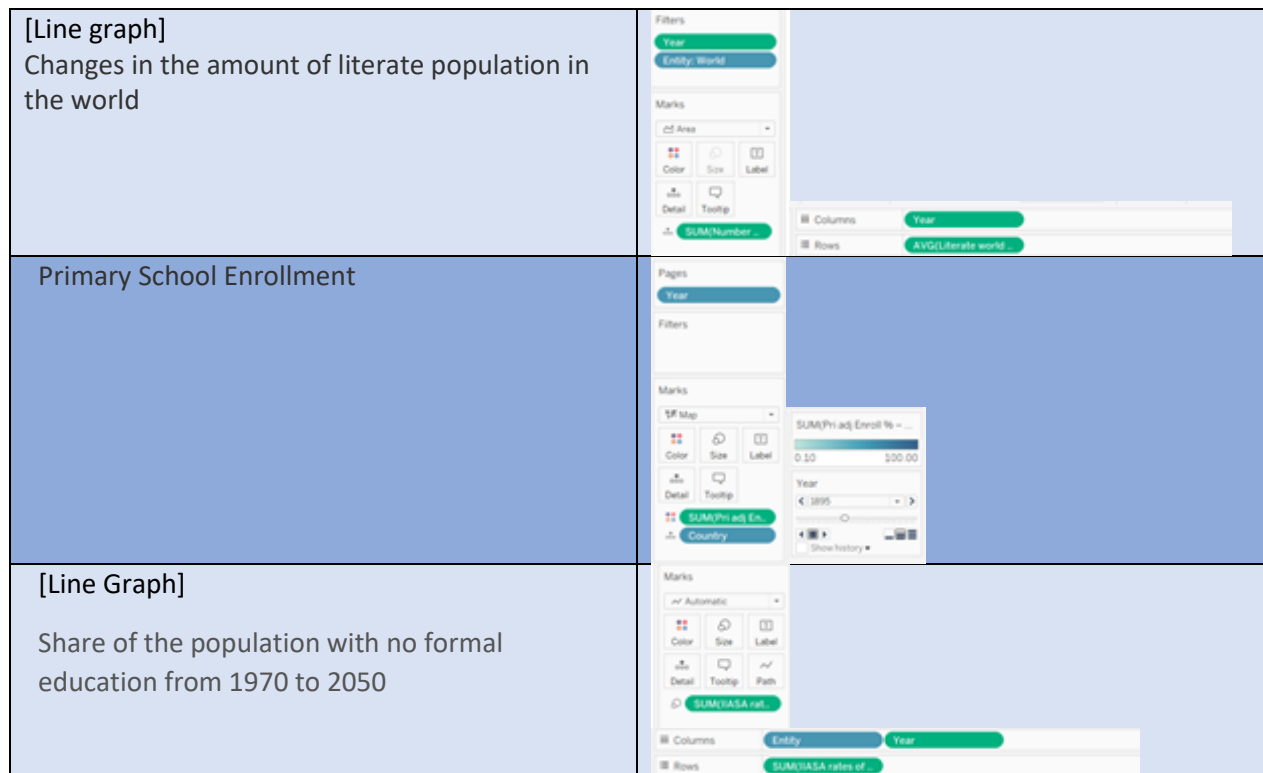 [Line graph]
Changes in the amount of literate population in
the world
Filters
Year
Entity: World
Marks
Area
Color Size Label
Detail Tooltip
SUM(Number ..
Columns Year
Rows AVG(Literate world ..
Primary School Enrollment
Pages
Year
Filters
Marks
Map
Color Size Label
Detail Tooltip
SUM(Pri adj En..
Country
SUM(Pri adj Enroll % – ...
0.10 100.00
Year
1895
Show history
[Line Graph]
Share of the population with no formal
education from 1970 to 2050
Marks
Automatic
Color Size Label
Detail Tooltip Path
SUM(IIASA rat..
Columns Entity Year
Rows SUM(IIASA rates of ..